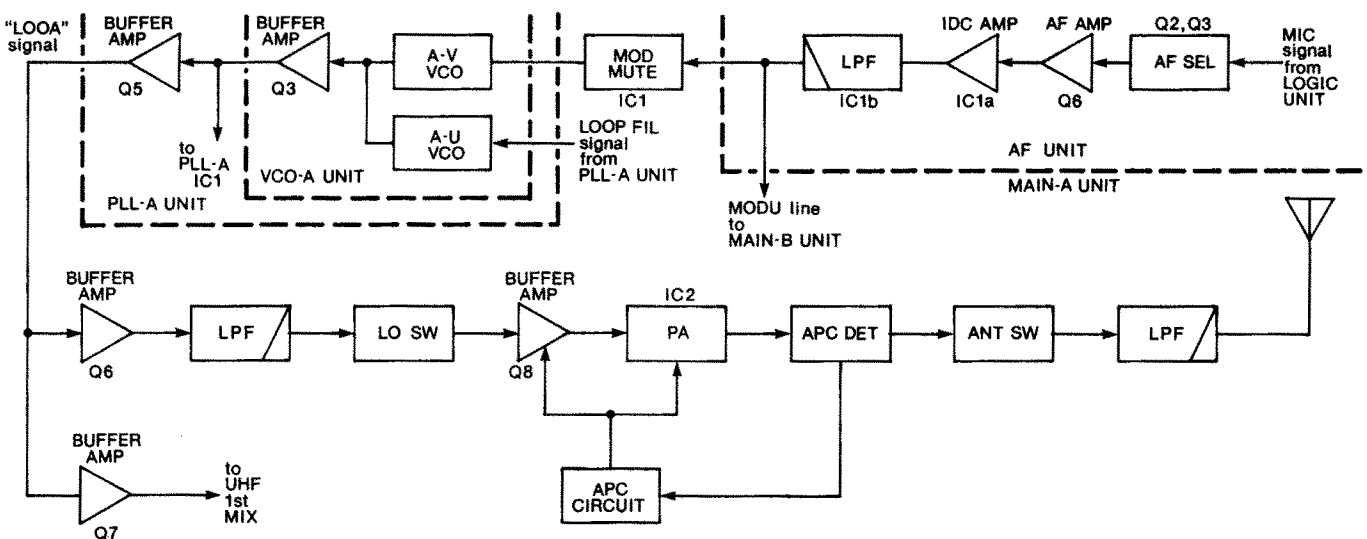 "LOOA"
signal
BUFFER
AMP
Q5
to
PLL-A
IC1
PLL-A UNIT
BUFFER
AMP
Q3
A-V
VCO
A-U
VCO
VCO-A UNIT
LOOP FIL
signal
from
PLL-A UNIT
MOD
MUTE
IC1
MODU line
to
MAIN-B UNIT
LPF
IC1b
IDC AMP
IC1a
AF AMP
Q6
Q2, Q3
AF SEL
MIC
signal
from
LOGIC
UNIT
AF UNIT
MAIN-A UNIT
BUFFER
AMP
Q6
LPF
LO SW
BUFFER
AMP
Q8
IC2
PA
APC DET
ANT SW
LPF
APC
CIRCUIT
BUFFER
AMP
Q7
to
UHF
1st
MIX